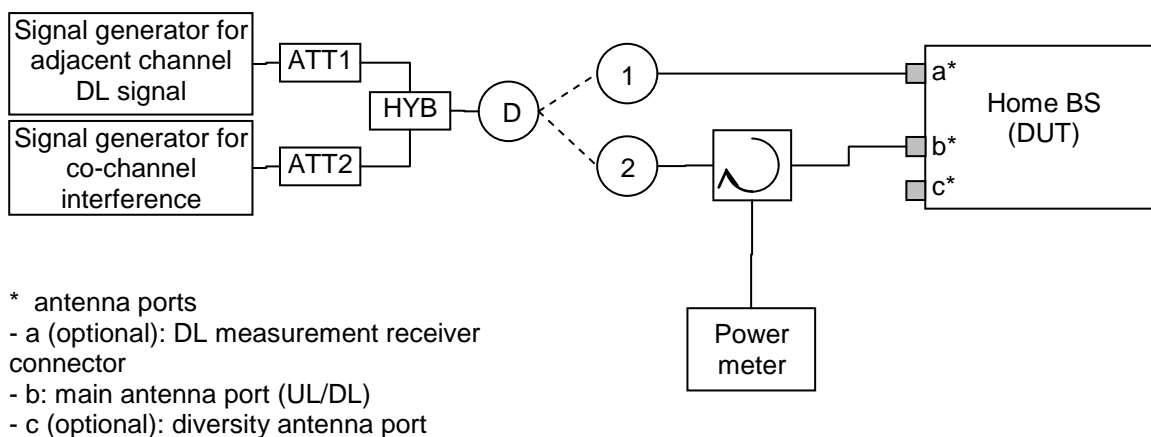 Signal generator for
adjacent channel
DL signal
ATT1
HYB
Signal generator for
co-channel
interference
ATT2
D
1
2
a*
b*
c*
Home BS
(DUT)
Power
meter
* antenna ports
- a (optional): DL measurement receiver
connector
- b: main antenna port (UL/DL)
- c (optional): diversity antenna port